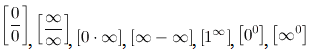 [0/0], [∞/∞], [0 · ∞], [∞ − ∞], [1^∞], [0^0], [∞^0]